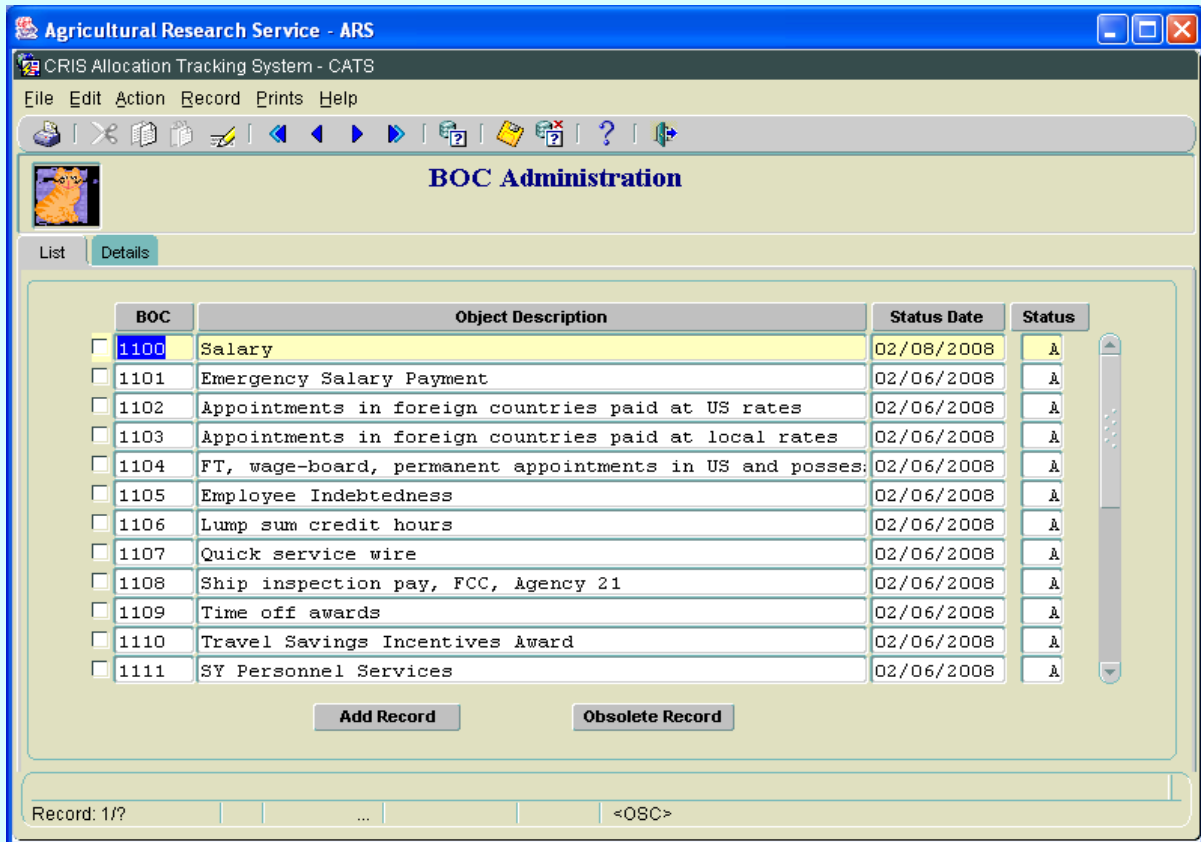 Agricultural Research Service - ARS
CRIS Allocation Tracking System - CATS
File Edit Action Record Prints Help
BOC Administration
List Details
BOC Object Description Status Date Status
1100 Salary 02/08/2008 A
1101 Emergency Salary Payment 02/06/2008 A
1102 Appointments in foreign countries paid at US rates 02/06/2008 A
1103 Appointments in foreign countries paid at local rates 02/06/2008 A
1104 FT, wage-board, permanent appointments in US and posses 02/06/2008 A
1105 Employee Indebtedness 02/06/2008 A
1106 Lump sum credit hours 02/06/2008 A
1107 Quick service wire 02/06/2008 A
1108 Ship inspection pay, FCC, Agency 21 02/06/2008 A
1109 Time off awards 02/06/2008 A
1110 Travel Savings Incentives Award 02/06/2008 A
1111 SY Personnel Services 02/06/2008 A
Add Record Obsolete Record
Record: 1/? ... <OSC>